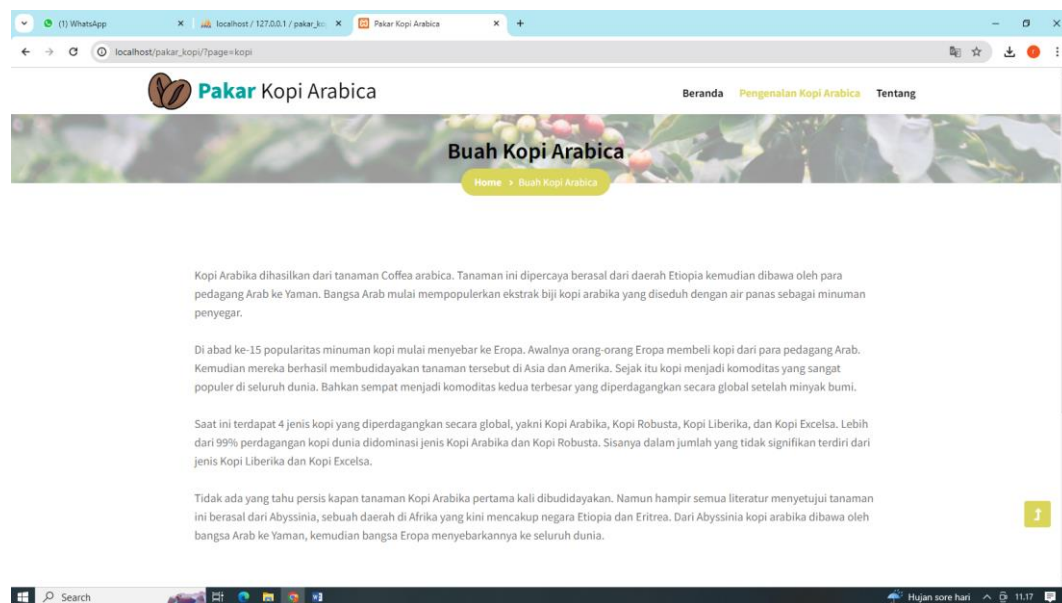 (1) WhatsApp
localhost / 127.0.0.1 / pakar_ko
Pakar Kopi Arabica
localhost/pakar_kopi/?page=kopi
Pakar Kopi Arabica
Beranda Pengenalan Kopi Arabica Tentang
Buah Kopi Arabica
Home > Buah Kopi Arabica
Kopi Arabika dihasilkan dari tanaman Coffea arabica. Tanaman ini dipercaya berasal dari daerah Etiopia kemudian dibawa oleh para
pedagang Arab ke Yaman. Bangsa Arab mulai mempopulerkan ekstrak biji kopi arabika yang diseduh dengan air panas sebagai minuman
penyegar.
Di abad ke-15 popularitas minuman kopi mulai menyebar ke Eropa. Awalnya orang-orang Eropa membeli kopi dari para pedagang Arab.
Kemudian mereka berhasil membudidayakan tanaman tersebut di Asia dan Amerika. Sejak itu kopi menjadi komoditas yang sangat
populer di seluruh dunia. Bahkan sempat menjadi komoditas kedua terbesar yang diperdagangkan secara global setelah minyak bumi.
Saat ini terdapat 4 jenis kopi yang diperdagangkan secara global, yakni Kopi Arabika, Kopi Robusta, Kopi Liberika, dan Kopi Excelsa. Lebih
dari 99% perdagangan kopi dunia didominasi jenis Kopi Arabika dan Kopi Robusta. Sisanya dalam jumlah yang tidak signifikan terdiri dari
jenis Kopi Liberika dan Kopi Excelsa.
Tidak ada yang tahu persis kapan tanaman Kopi Arabika pertama kali dibudidayakan. Namun hampir semua literatur menyetujui tanaman
ini berasal dari Abyssinia, sebuah daerah di Afrika yang kini mencakup negara Etiopia dan Eritrea. Dari Abyssinia kopi arabika dibawa oleh
bangsa Arab ke Yaman, kemudian bangsa Eropa menyebarkannya ke seluruh dunia.
Search
Hujan sore hari 11.17